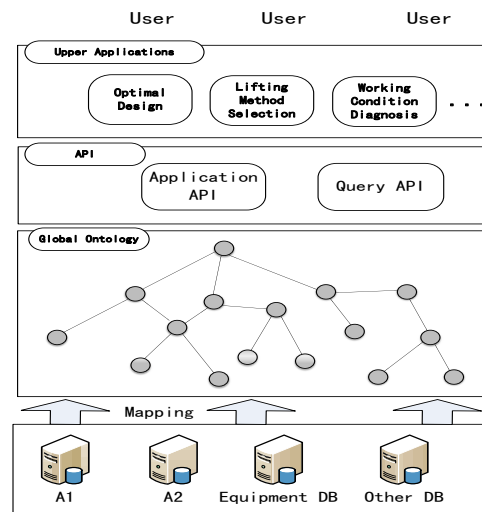 User User User
Upper Applications
Optimal Design
Lifting Method Selection
Working Condition Diagnosis
...
API
Application API
Query API
Global Ontology
Mapping
A1 A2 Equipment DB Other DB